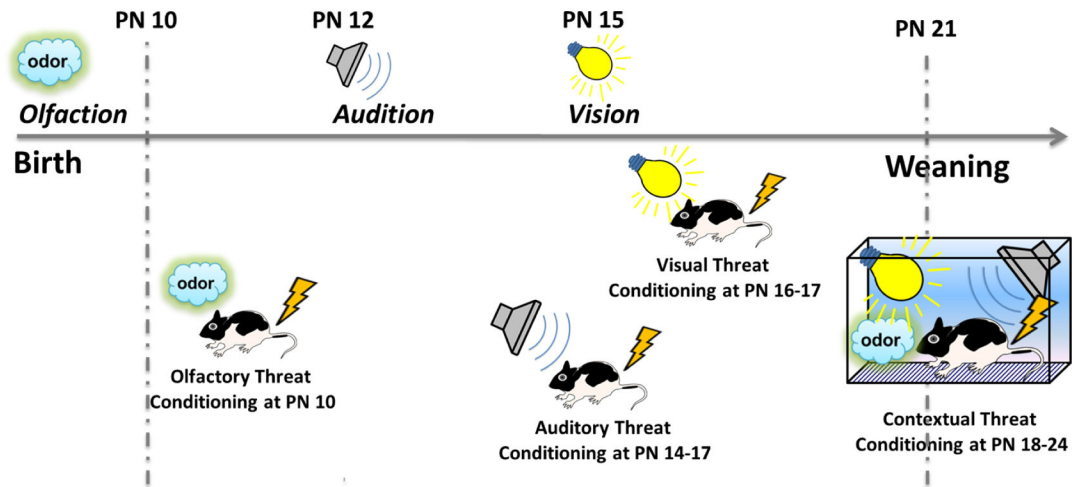 PN 10
PN 12
PN 15
PN 21
odor
Olfaction
Audition
Vision
Birth
Weaning
odor
Olfactory Threat
Conditioning at PN 10
Auditory Threat
Conditioning at PN 14-17
Visual Threat
Conditioning at PN 16-17
odor
Contextual Threat
Conditioning at PN 18-24